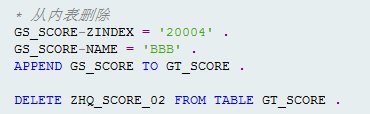 * 从内表删除
GS_SCORE-ZINDEX = '20004' .
GS_SCORE-NAME = 'BBB' .
APPEND GS_SCORE TO GT_SCORE .
DELETE ZHQ_SCORE_02 FROM TABLE GT_SCORE .